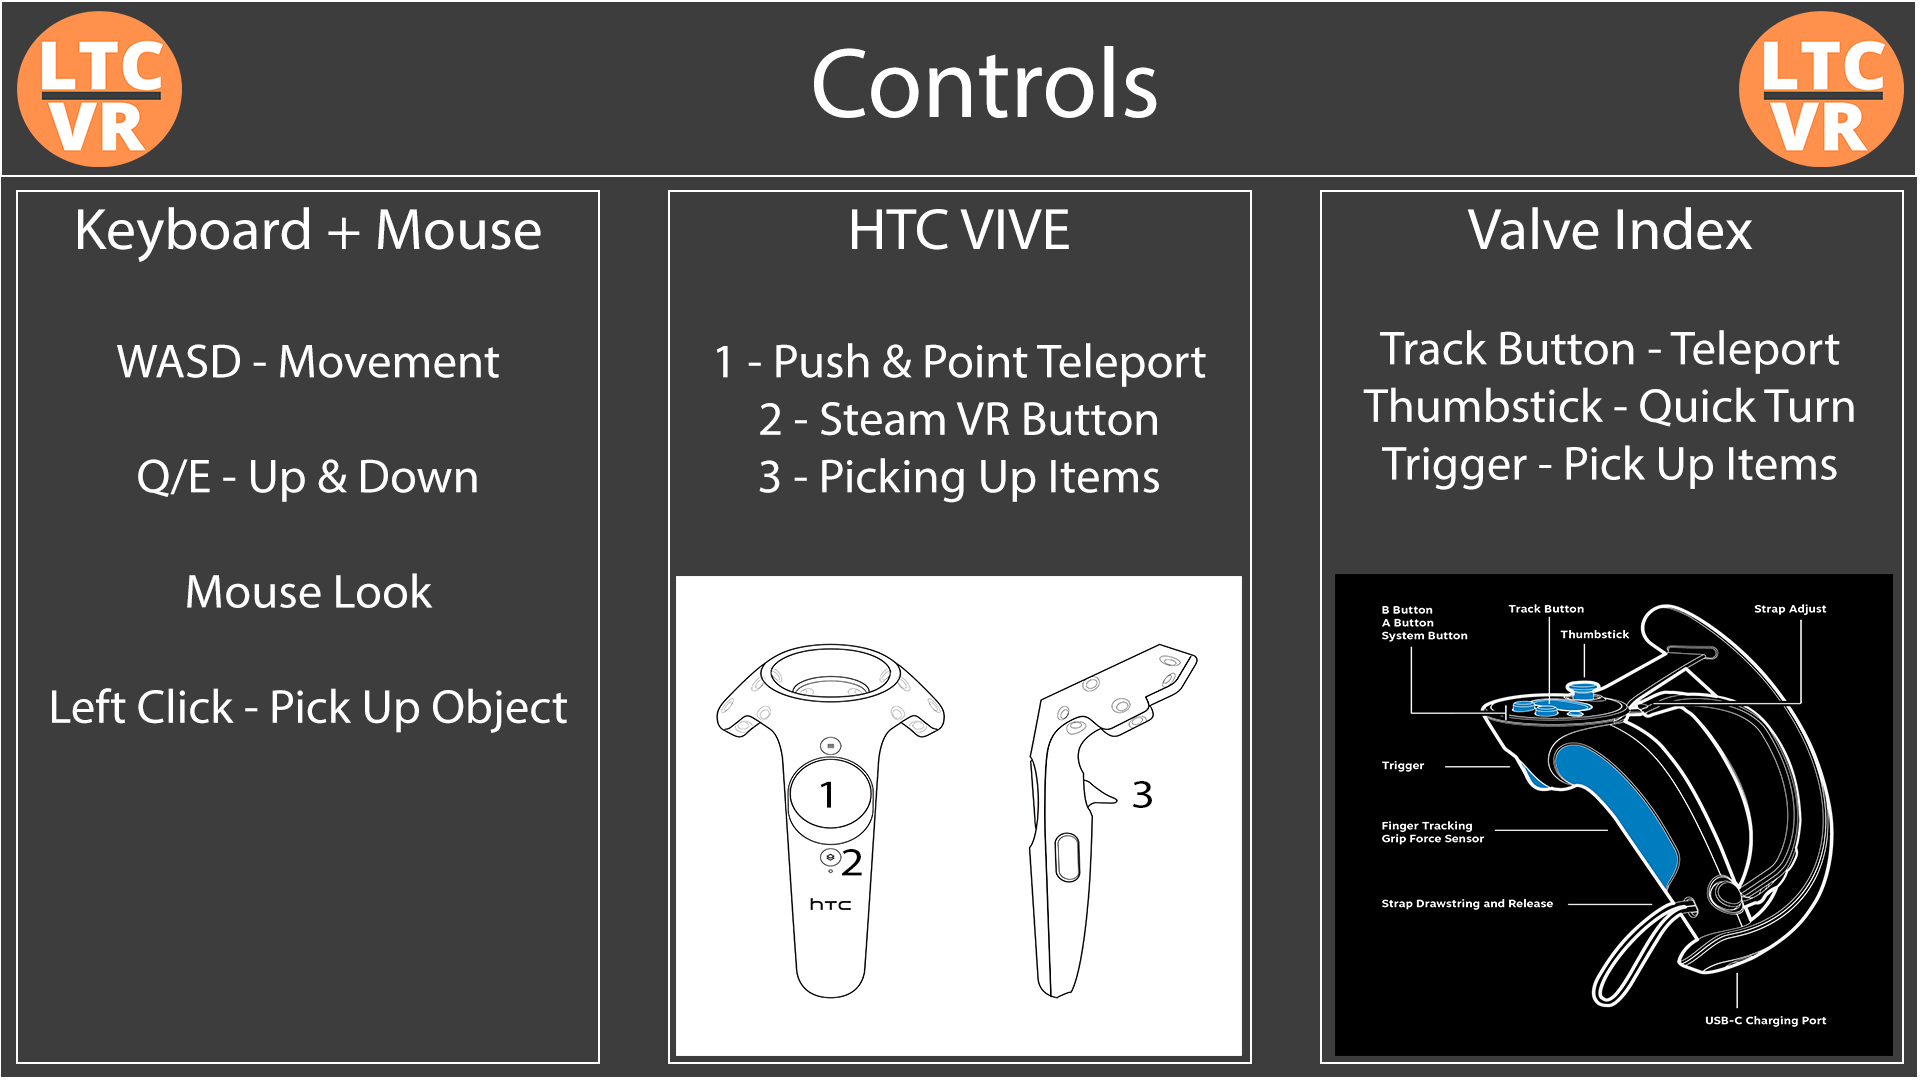 LTC
VR
Controls
LTC
VR
Keyboard + Mouse
WASD - Movement
Q/E - Up & Down
Mouse Look
Left Click - Pick Up Object
HTC VIVE
1 - Push & Point Teleport
2 - Steam VR Button
3 - Picking Up Items
1
2
hTC
3
Valve Index
Track Button - Teleport
Thumbstick - Quick Turn
Trigger - Pick Up Items
B Button
A Button
System Button
Track Button
Thumbstick
Strap Adjust
Trigger
Finger Tracking
Grip Force Sensor
Strap Drawstring and Release
USB-C Charging Port